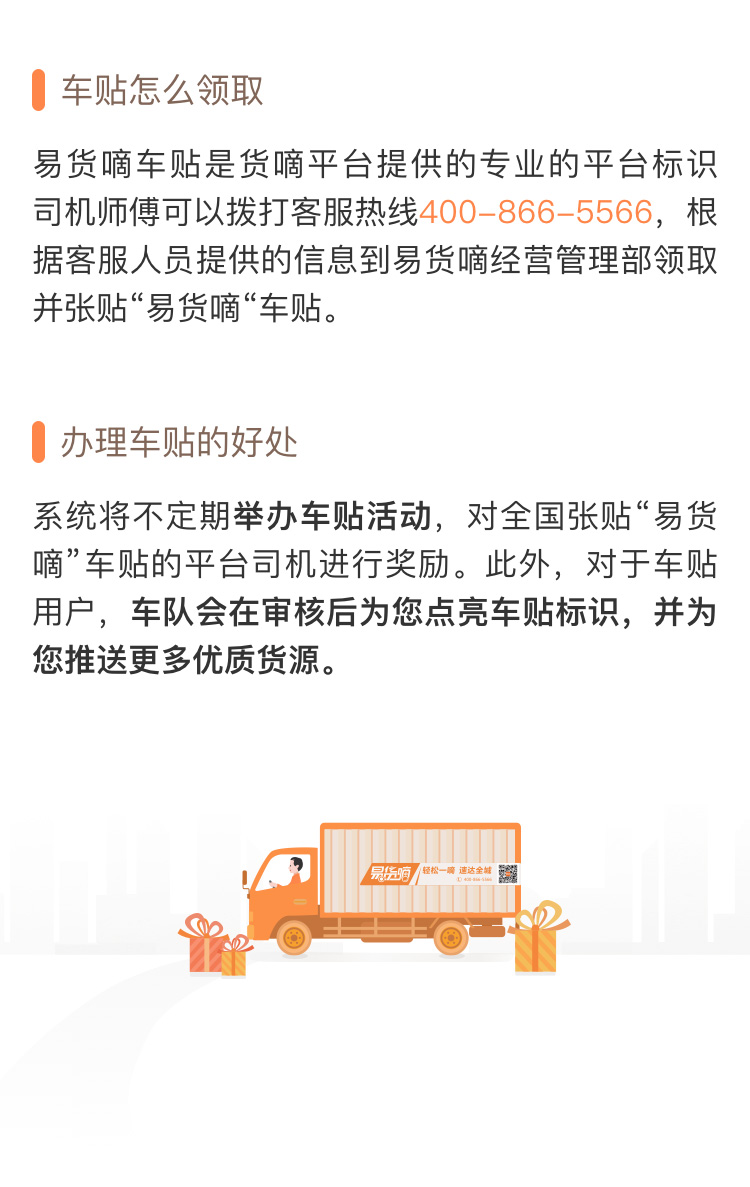 车贴怎么领取
易货嘀车贴是货嘀平台提供的专业的平台标识
司机师傅可以拨打客服热线400-866-5566，根
据客服人员提供的信息到易货嘀经营管理部领取
并张贴“易货嘀“车贴。
办理车贴的好处
系统将不定期举办车贴活动，对全国张贴“易货
嘀”车贴的平台司机进行奖励。此外，对于车贴
用户，车队会在审核后为您点亮车贴标识，并为
您推送更多优质货源。
易货嘀 轻松一嘀 速达全城
400-866-5566